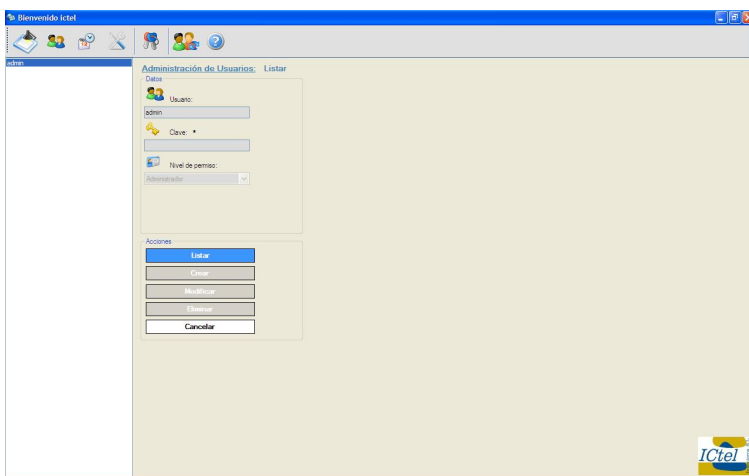 Bienvenido ictel
admin
Administración de Usuarios: Listar
Datos
Usuario:
admin
Clave: *
Nivel de permiso:
Administrador
Acciones
Listar
Crear
Modificar
Eliminar
Cancelar
ICtel